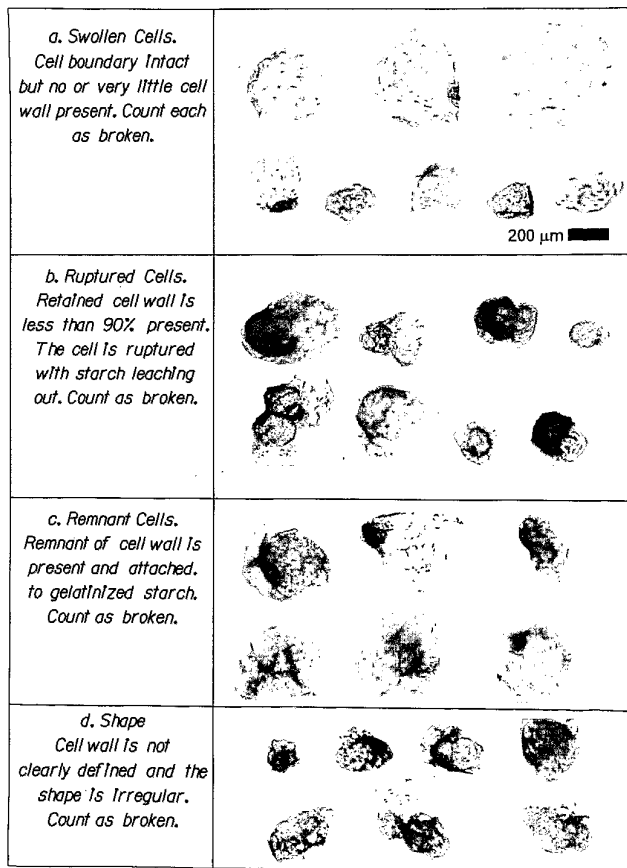 a. Swollen Cells.
Cell boundary intact
but no or very little cell
wall present. Count each
as broken.
200 μm
b. Ruptured Cells.
Retained cell wall is
less than 90% present.
The cell is ruptured
with starch leaching
out. Count as broken.
c. Remnant Cells.
Remnant of cell wall is
present and attached.
to gelatinized starch.
Count as broken.
d. Shape
Cell wall is not
clearly defined and the
shape is irregular.
Count as broken.